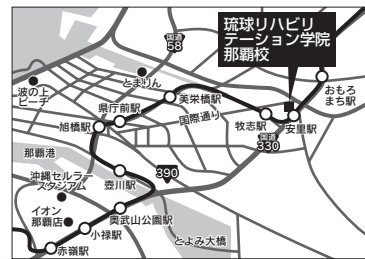 国道
58
琉球リハビリ
テーション学院
那覇校
とまりん
波の上
ビーチ
美栄橋駅
おもろ
まち駅
県庁前駅
国際通り
旭橋駅
牧志駅
安里駅
国道
330
那覇港
沖縄セルラー
スタジアム
壺川駅
390
イオン
那覇店
奥武山公園駅
小禄駅
とよみ大橋
赤嶺駅